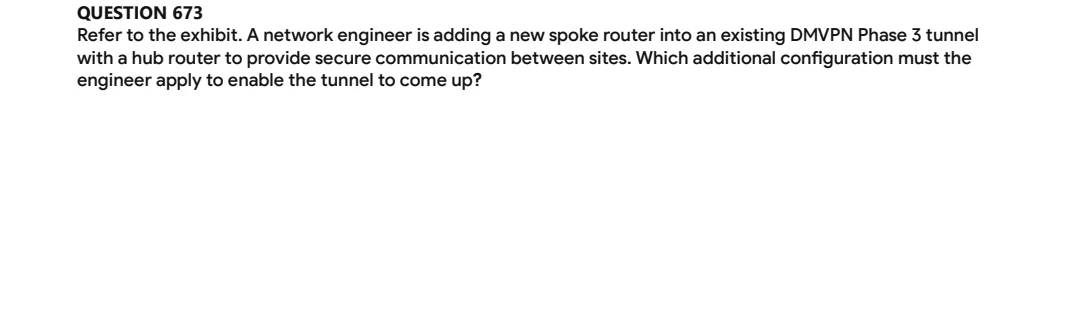 QUESTION 673
Refer to the exhibit. A network engineer is adding a new spoke router into an existing DMVPN Phase 3 tunnel
with a hub router to provide secure communication between sites. Which additional configuration must the
engineer apply to enable the tunnel to come up?